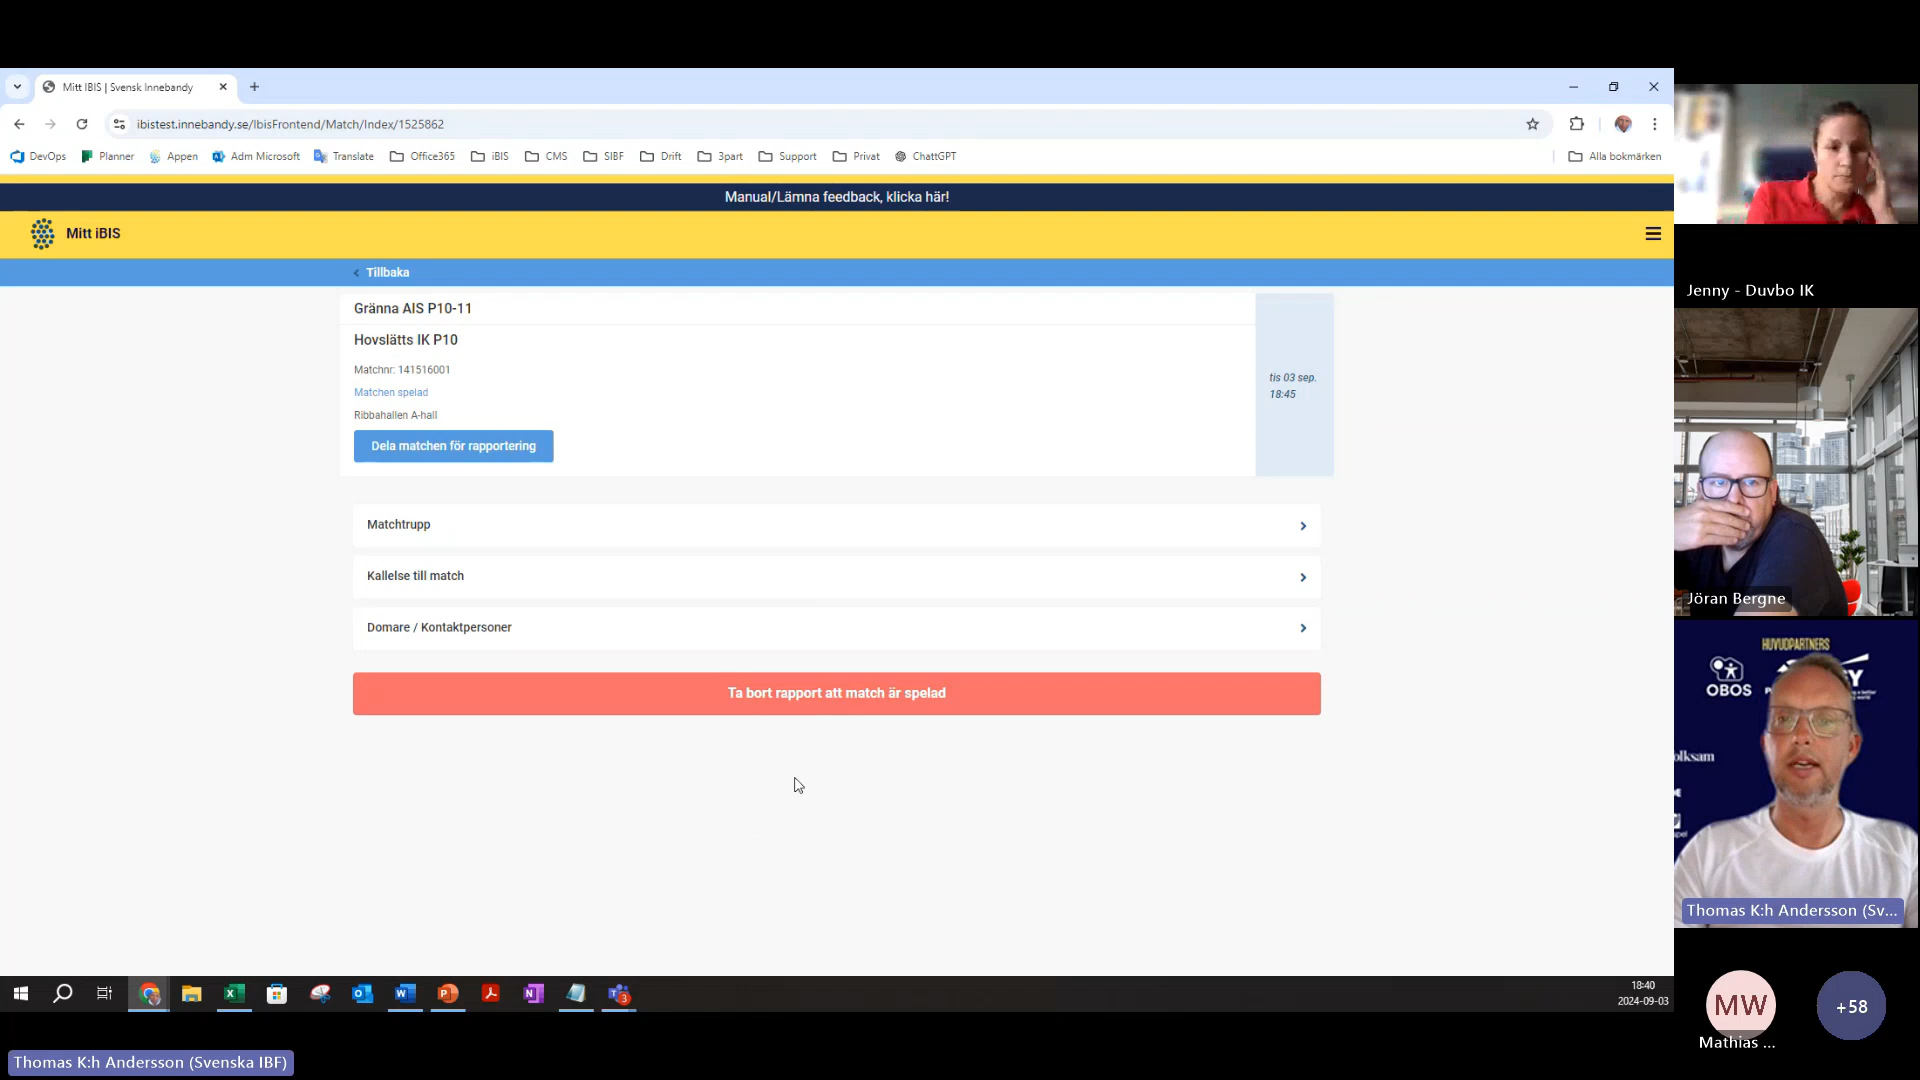 Mitt IBIS | Svensk Innebandy
ibistest.innebandy.se/IbisFrontend/Match/Index/1525862
DevOps Planner Appen Adm Microsoft Translate Office365 iBIS CMS SIBF Drift 3part Support Privat ChatGPT Alla bokmärken
Manual/Lämna feedback, klicka här!
Mitt iBIS
Tillbaka
Gränna AIS P10-11
Hovslätts IK P10
Matchnr: 141516001
Matchen spelad
Ribbahallen A-hall
Dela matchen för rapportering
tis 03 sep.
18:45
Matchtrupp
Kallelse till match
Domare / Kontaktpersoner
Ta bort rapport att match är spelad
18:40
2024-09-03
Thomas K:h Andersson (Svenska IBF)
Jenny - Duvbo IK
Jöran Bergne
HUVUDPARTNERS
OBOS
Thomas K:h Andersson (Sv...
MW
+58
Mathias ...